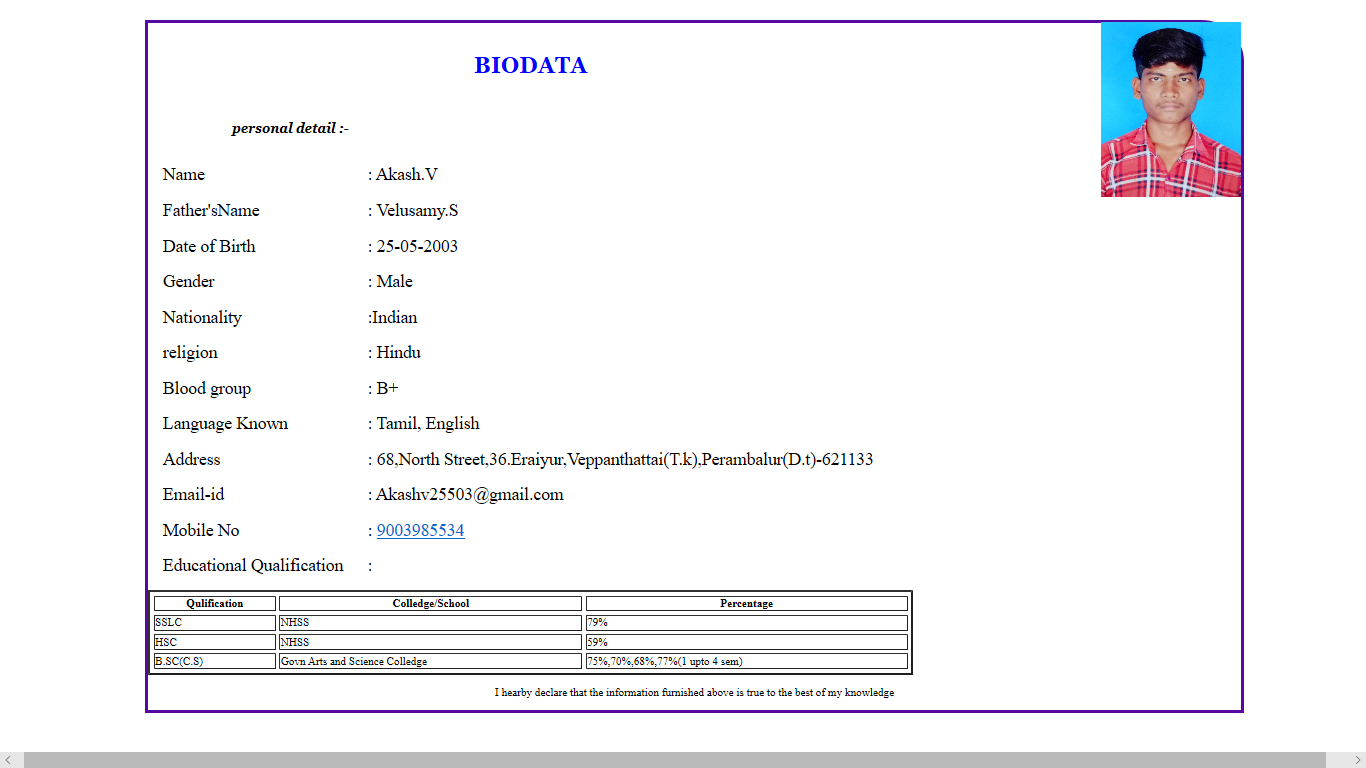 BIODATA
personal detail :-
Name : Akash.V
Father'sName : Velusamy.S
Date of Birth : 25-05-2003
Gender : Male
Nationality :Indian
religion : Hindu
Blood group : B+
Language Known : Tamil, English
Address : 68,North Street,36.Eraiyur,Veppanthattai(T.k),Perambalur(D.t)-621133
Email-id : Akashv25503@gmail.com
Mobile No : 9003985534
Educational Qualification :
Qulification Colledge/School Percentage
SSLC NHSS 79%
HSC NHSS 59%
B.SC(C.S) Govn Arts and Science Colledge 75%,70%,68%,77%(1 upto 4 sem)
I hearby declare that the information furnished above is true to the best of my knowledge